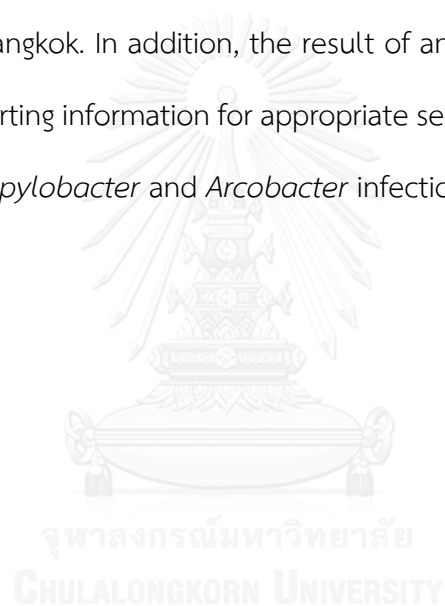 angkok. In addition, the result of an
rting information for appropriate se
pylobacter and Arcobacter infectio
จุฬาลงกรณ์มหาวิทยาลัย
CHULALONGKORN UNIVERSITY